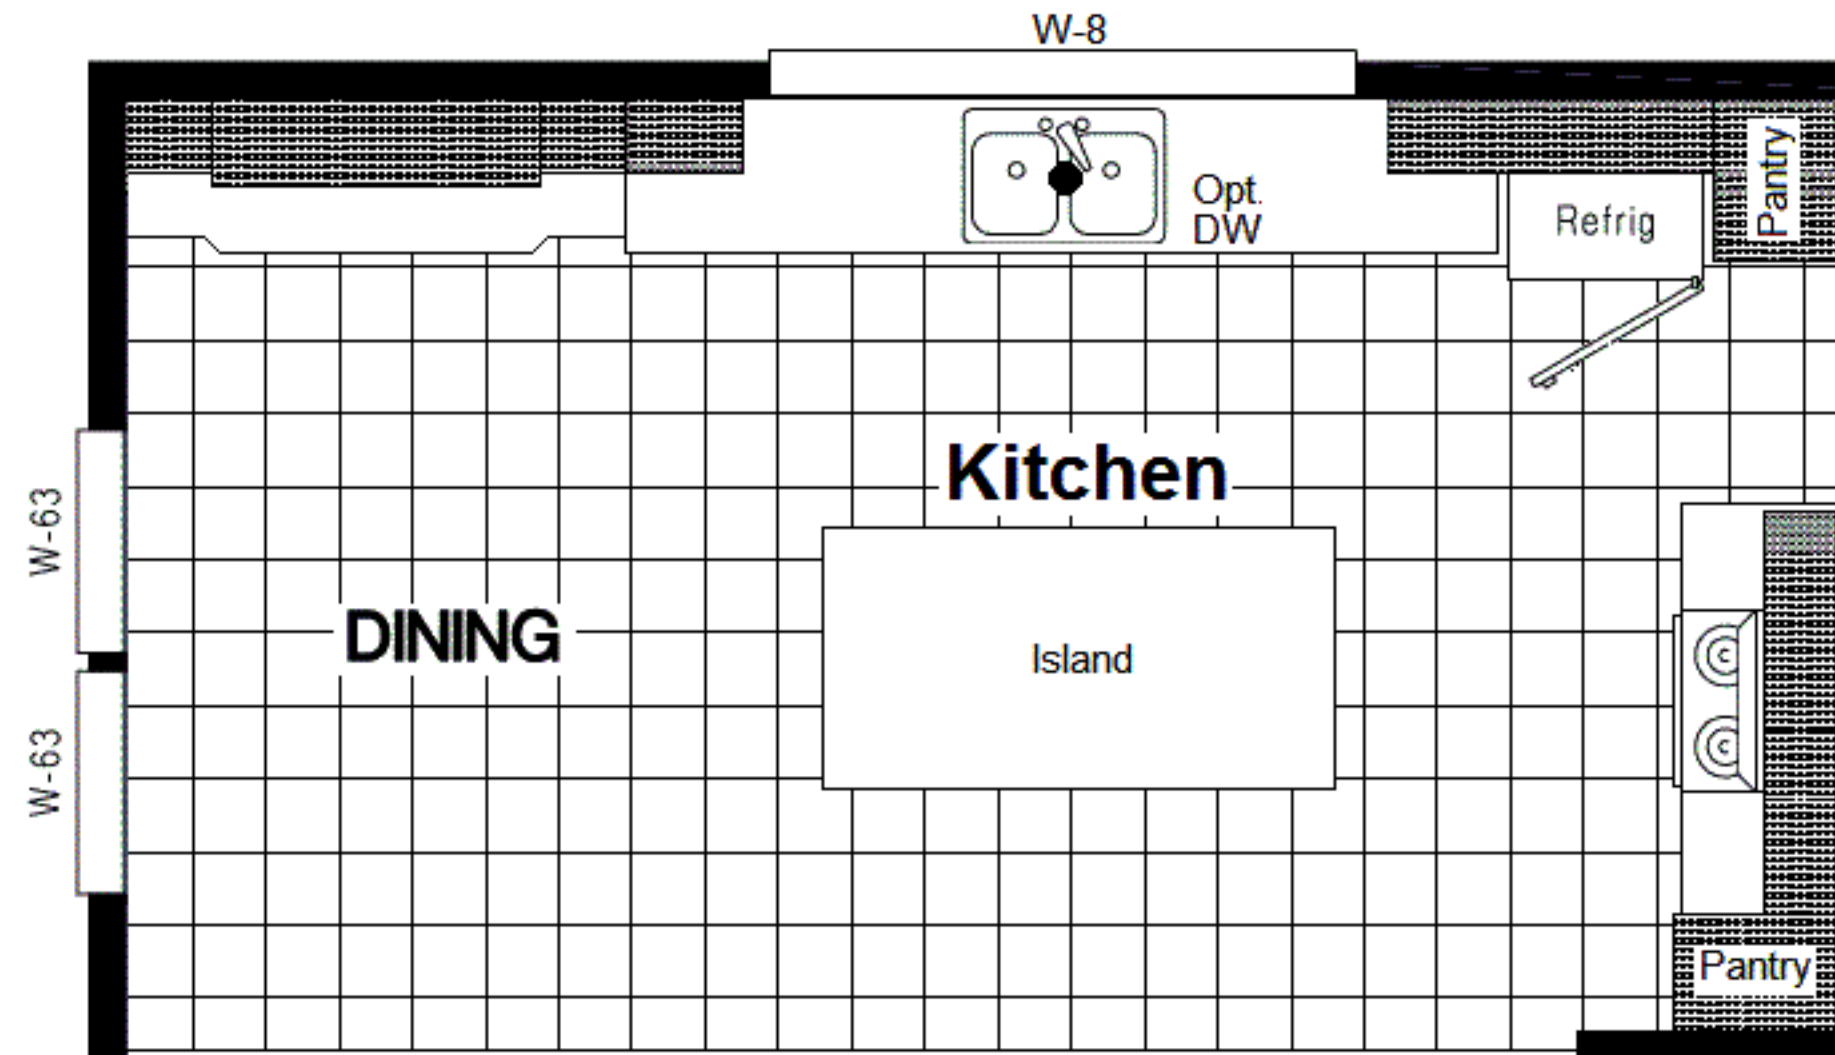 W-8
Pantry
Opt.
DW
Refrig
Kitchen
W-63
DINING
Island
W-63
Pantry